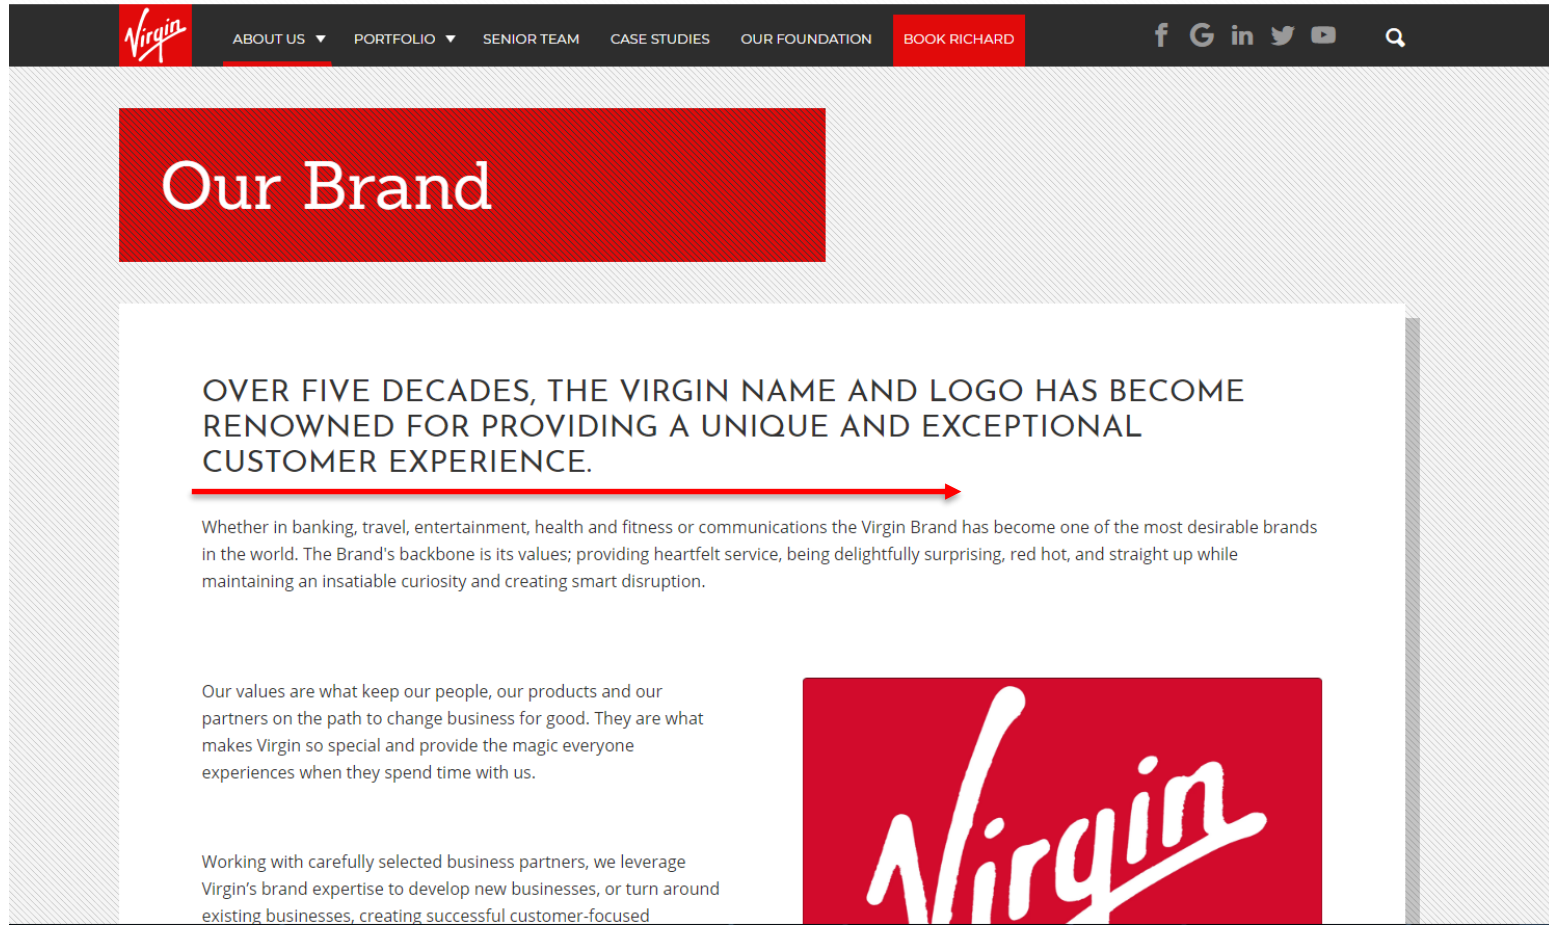 Virgin
ABOUT US ▼ PORTFOLIO ▼ SENIOR TEAM CASE STUDIES OUR FOUNDATION BOOK RICHARD
Our Brand
OVER FIVE DECADES, THE VIRGIN NAME AND LOGO HAS BECOME
RENOWNED FOR PROVIDING A UNIQUE AND EXCEPTIONAL
CUSTOMER EXPERIENCE.
Whether in banking, travel, entertainment, health and fitness or communications the Virgin Brand has become one of the most desirable brands
in the world. The Brand's backbone is its values; providing heartfelt service, being delightfully surprising, red hot, and straight up while
maintaining an insatiable curiosity and creating smart disruption.
Our values are what keep our people, our products and our
partners on the path to change business for good. They are what
makes Virgin so special and provide the magic everyone
experiences when they spend time with us.
Working with carefully selected business partners, we leverage
Virgin's brand expertise to develop new businesses, or turn around
existing businesses, creating successful customer-focused
Virgin